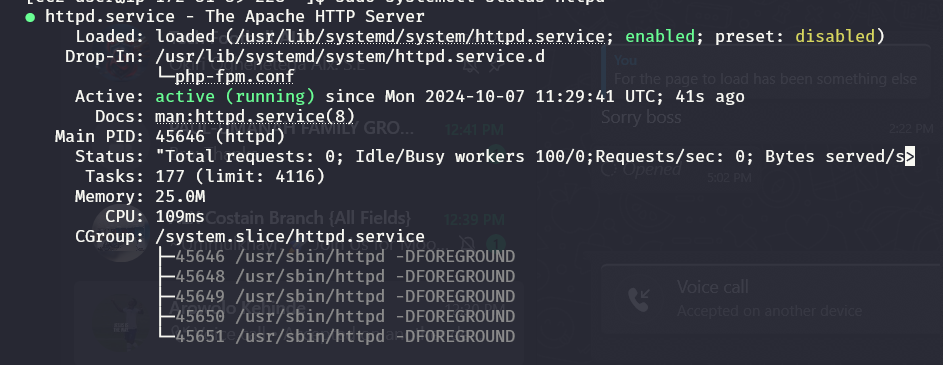 ● httpd.service - The Apache HTTP Server
Loaded: loaded (/usr/lib/systemd/system/httpd.service; enabled; preset: disabled)
Drop-In: /usr/lib/systemd/system/httpd.service.d
└─php-fpm.conf
Active: active (running) since Mon 2024-10-07 11:29:41 UTC; 41s ago
Docs: man:httpd.service(8)
Main PID: 45646 (httpd)
Status: "Total requests: 0; Idle/Busy workers 100/0;Requests/sec: 0; Bytes served/s>
Tasks: 177 (limit: 4116)
Memory: 25.0M
CPU: 109ms
CGroup: /system.slice/httpd.service
├─45646 /usr/sbin/httpd -DFOREGROUND
├─45648 /usr/sbin/httpd -DFOREGROUND
├─45649 /usr/sbin/httpd -DFOREGROUND
├─45650 /usr/sbin/httpd -DFOREGROUND
└─45651 /usr/sbin/httpd -DFOREGROUND
You
For the page to load has been something else
Sorry boss
2:22 PM
Opened
5:02 PM
FAMILY GRO...
12:41 PM
Costain Branch {All Fields}
12:39 PM
1
Voice call
Accepted on another device